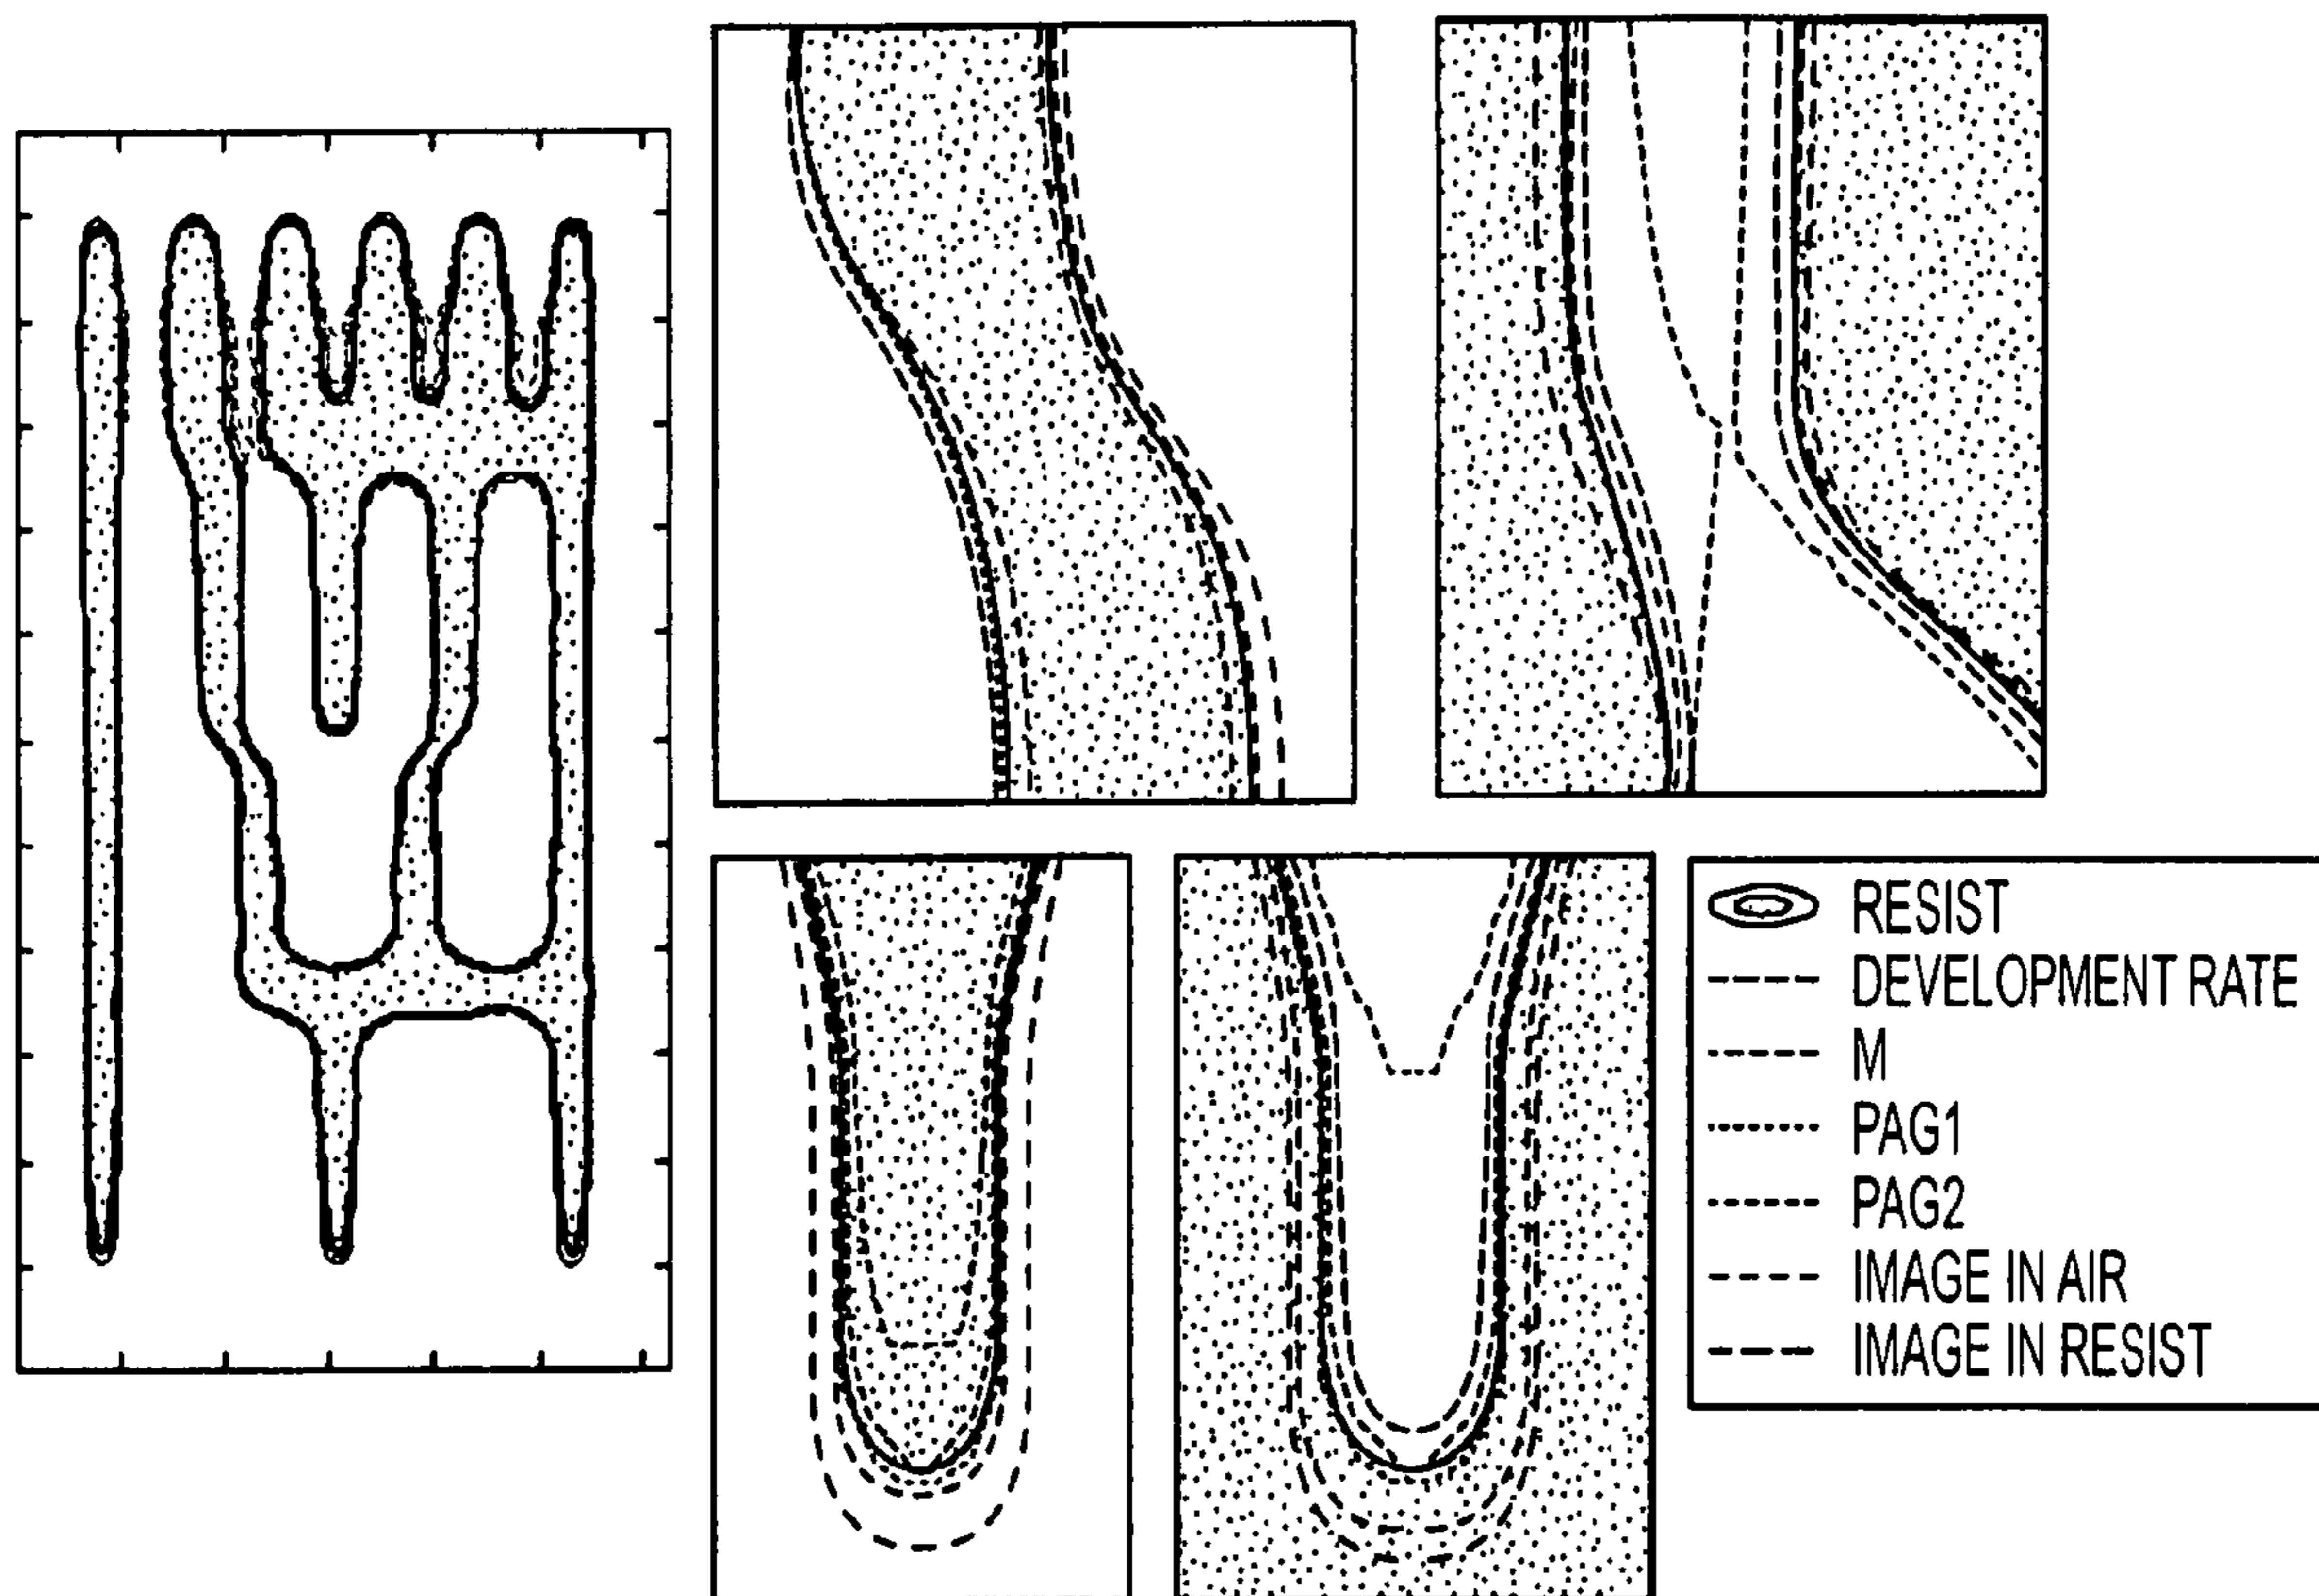 RESIST
DEVELOPMENT RATE
M
PAG1
PAG2
IMAGE IN AIR
IMAGE IN RESIST